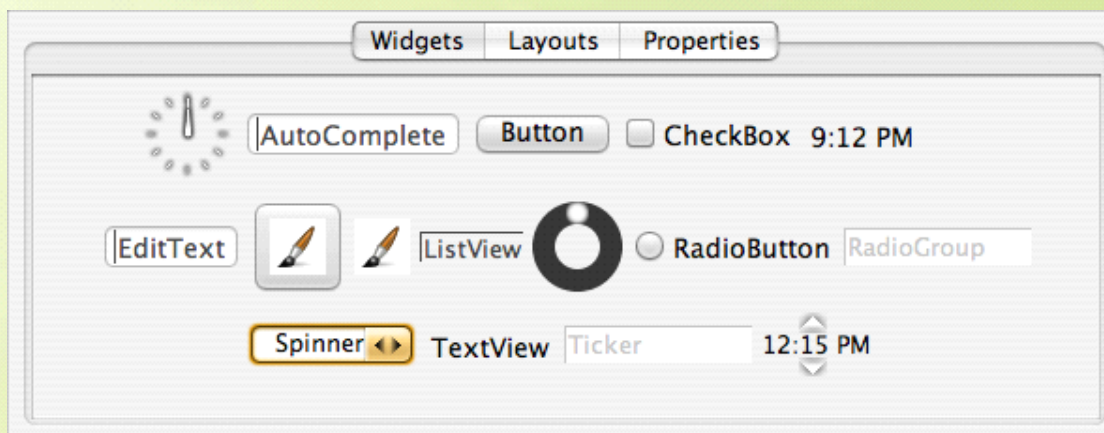 Widgets Layouts Properties
AutoComplete Button CheckBox 9:12 PM
EditText ListView RadioButton RadioGroup
Spinner TextView Ticker 12:15 PM